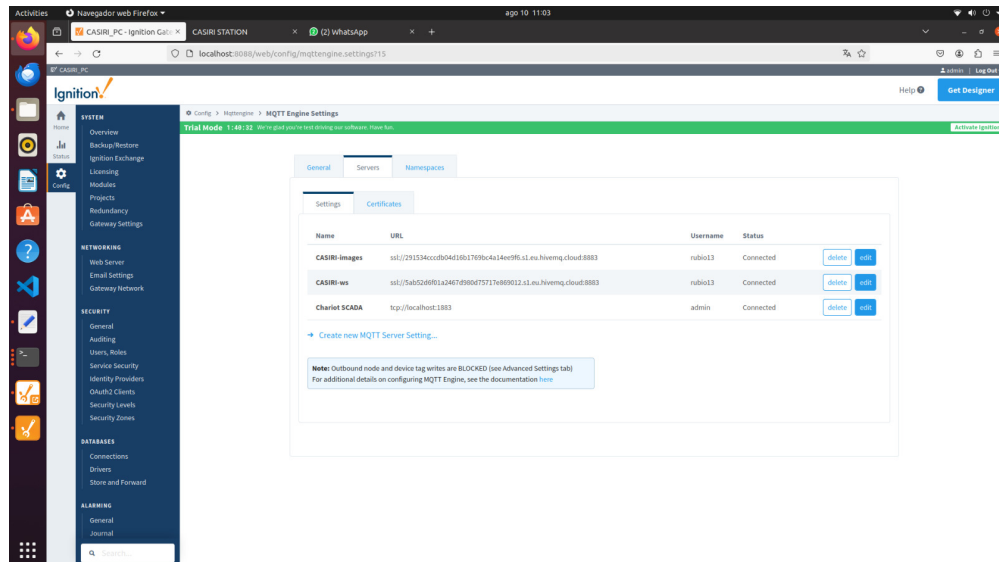 Activities Navegador web Firefox ago 10 11:03
CASIRI_PC - Ignition Gat × CASIRI STATION × (2) WhatsApp × +
localhost:8088/web/config/mqttengine.settings?15
CASIRI_PC admin | Log Out
Ignition! Help ? Get Designer
Home
Status
Config
Config > Mqttengine > MQTT Engine Settings
Trial Mode 1:40:32 We're glad you're test driving our software. Have fun. Activate Ignition
SYSTEM
Overview
Backup/Restore
Ignition Exchange
Licensing
Modules
Projects
Redundancy
Gateway Settings
NETWORKING
Web Server
Email Settings
Gateway Network
SECURITY
General
Auditing
Users, Roles
Service Security
Identity Providers
OAuth2 Clients
Security Levels
Security Zones
DATABASES
Connections
Drivers
Store and Forward
ALARMING
General
Journal
Search...
General Servers Namespaces
Settings Certificates
Name URL Username Status
CASIRI-images ssl://291534cccdb04d16b1769bc4a14ee9f6.s1.eu.hivemq.cloud:8883 rubio13 Connected delete edit
CASIRI-ws ssl://5ab52d6f01a2467d980d75717e869012.s1.eu.hivemq.cloud:8883 rubio13 Connected delete edit
Chariot SCADA tcp://localhost:1883 admin Connected delete edit
→ Create new MQTT Server Setting...
Note: Outbound node and device tag writes are BLOCKED (see Advanced Settings tab)
For additional details on configuring MQTT Engine, see the documentation here